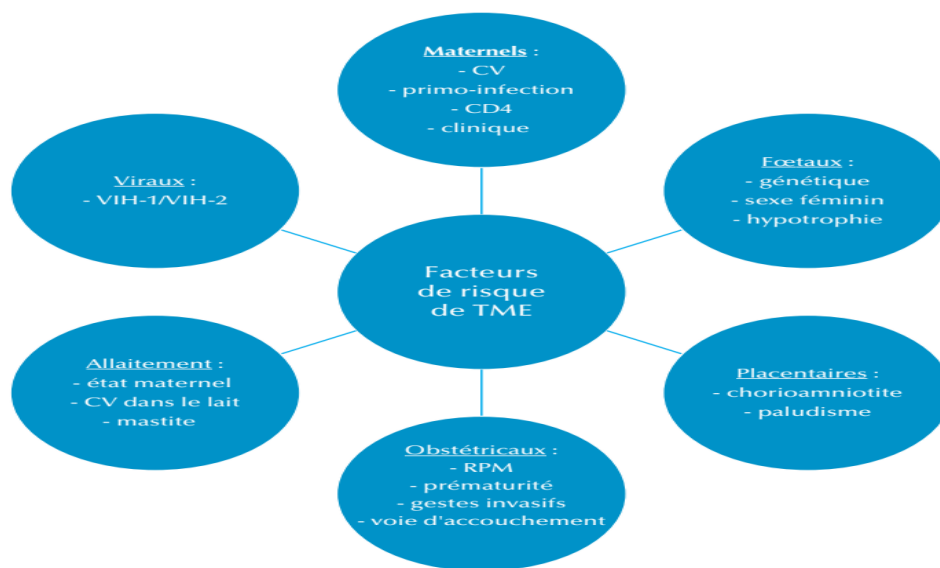 Maternels :
- CV
- primo-infection
- CD4
- clinique
Viraux :
- VIH-1/VIH-2
Fœtaux :
- génétique
- sexe féminin
- hypotrophie
Facteurs
de risque
de TME
Allaitement :
- état maternel
- CV dans le lait
- mastite
Placentaires :
- chorioamniotite
- paludisme
Obstétricaux :
- RPM
- prématurité
- gestes invasifs
- voie d'accouchement